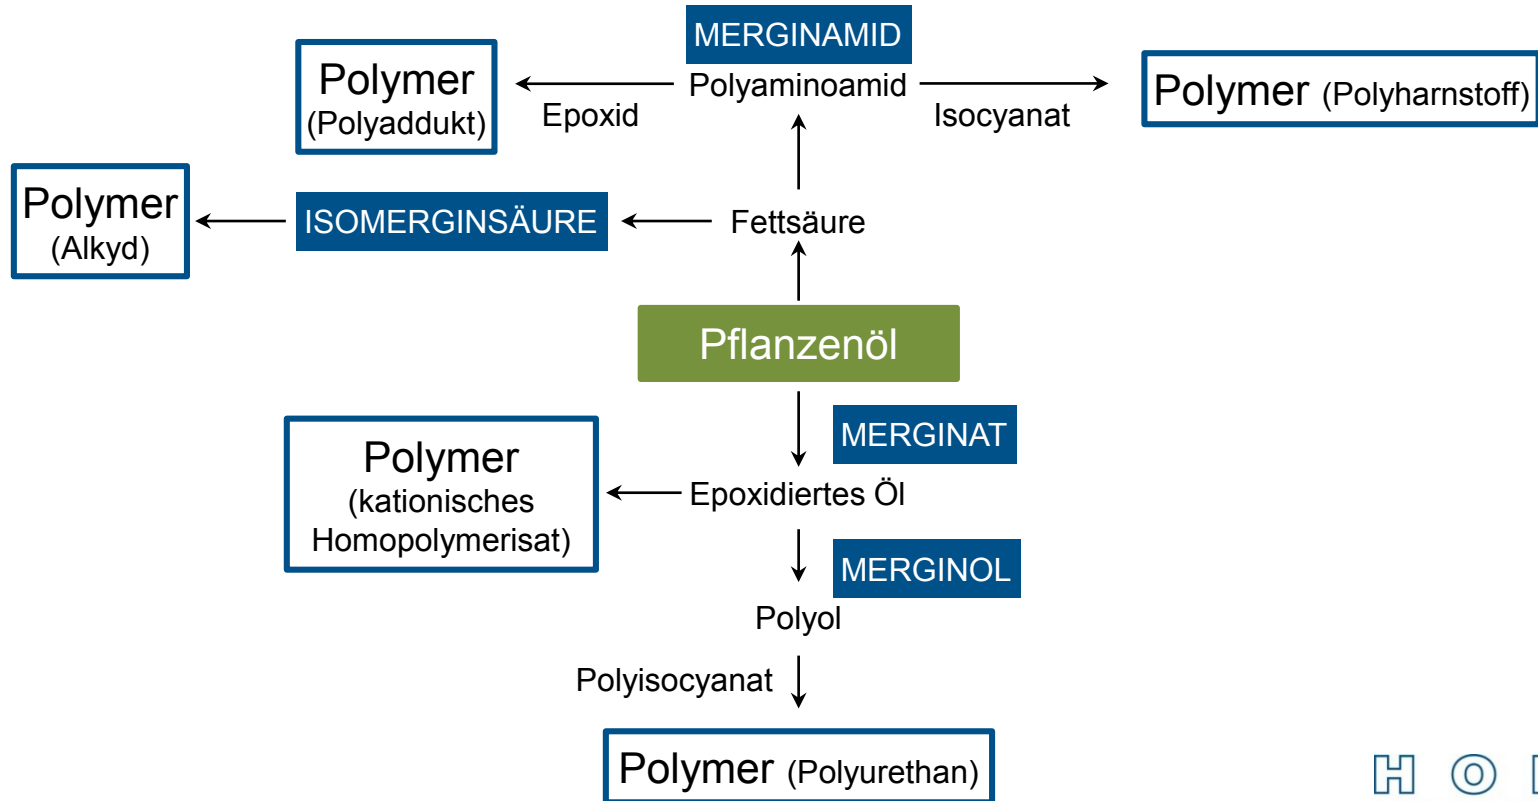 MERGINAMID
Polymer
(Polyaddukt)
Epoxid
Polyaminoamid
Isocyanat
Polymer (Polyharnstoff)
Polymer
(Alkyd)
ISOMERGINSÄURE
Fettsäure
Pflanzenöl
MERGINAT
Polymer
(kationisches
Homopolymerisat)
Epoxidiertes Öl
MERGINOL
Polyol
Polyisocyanat
Polymer (Polyurethan)
H O